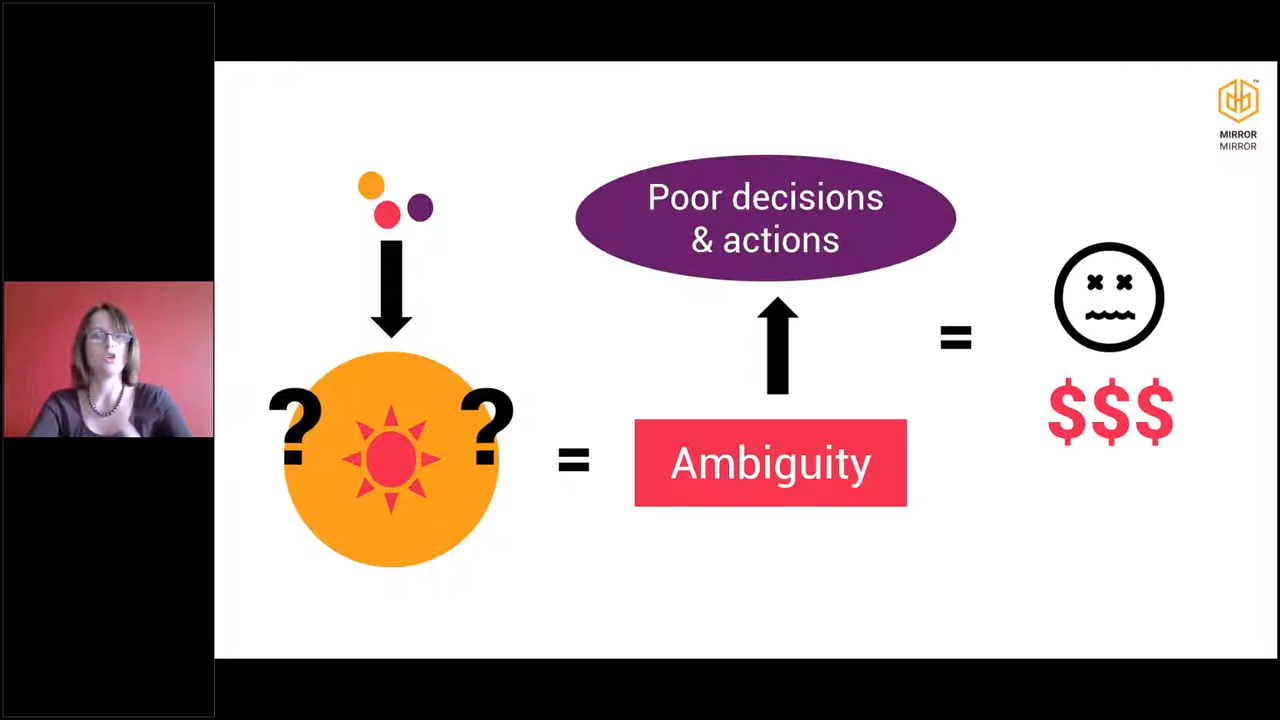 MIRROR
MIRROR
Poor decisions
& actions
=
$$$
? ?
=
Ambiguity